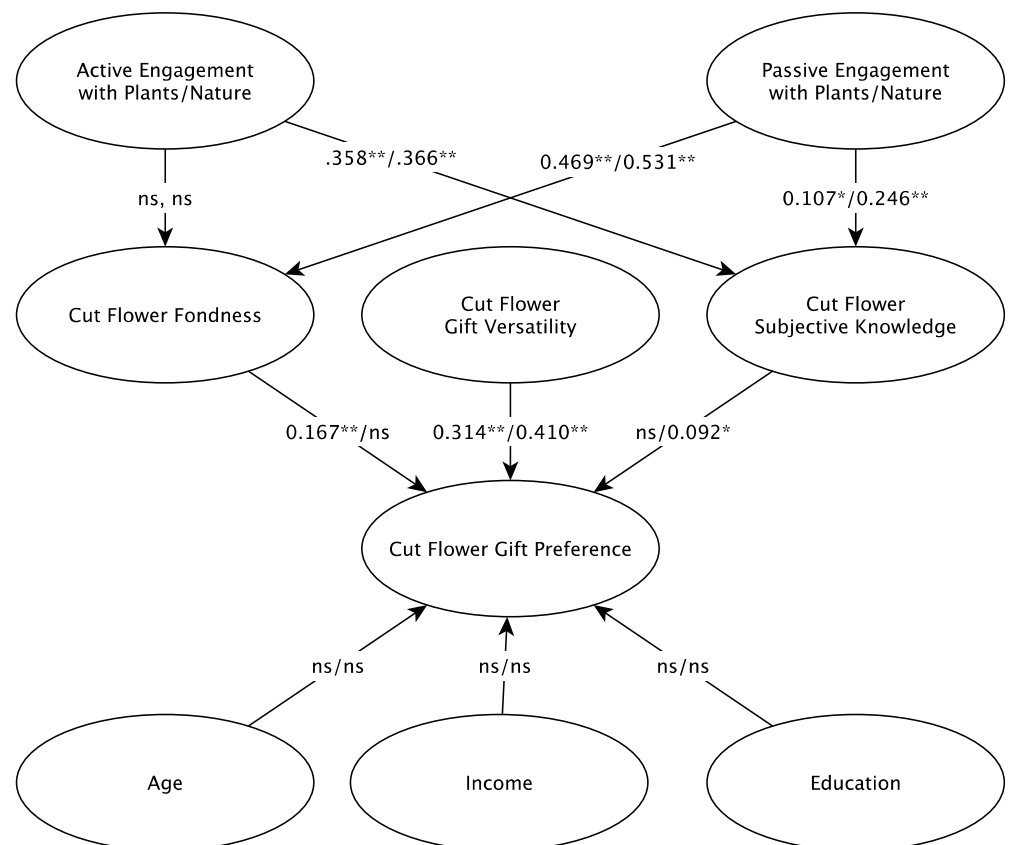 Active Engagement
with Plants/Nature
Passive Engagement
with Plants/Nature
.358**/.366**
0.469**/0.531**
ns, ns
0.107*/0.246**
Cut Flower Fondness
Cut Flower
Gift Versatility
Cut Flower
Subjective Knowledge
0.167**/ns
0.314**/0.410**
ns/0.092*
Cut Flower Gift Preference
ns/ns
ns/ns
ns/ns
Age
Income
Education